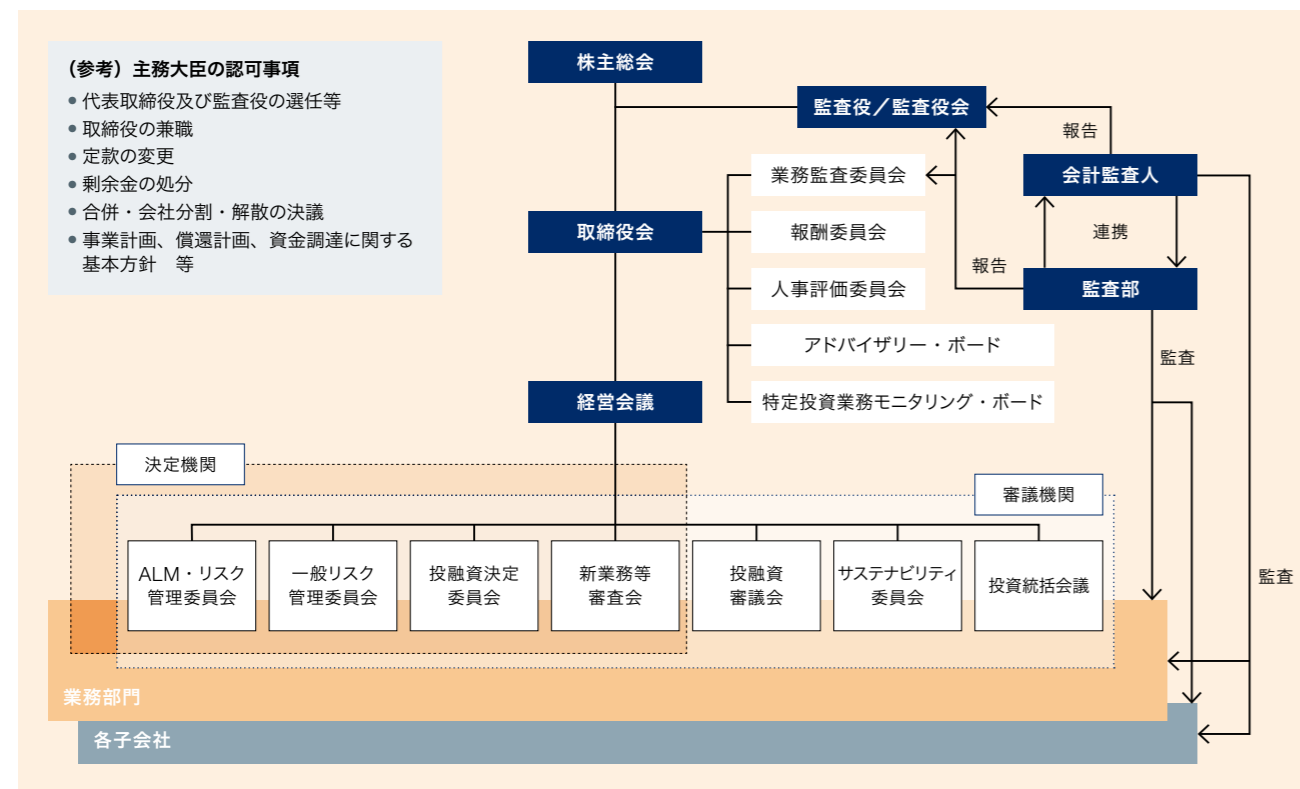 （参考）主務大臣の認可事項
● 代表取締役及び監査役の選任等
● 取締役の兼職
● 定款の変更
● 剰余金の処分
● 合併・会社分割・解散の決議
● 事業計画、償還計画、資金調達に関する
基本方針　等
株主総会
監査役／監査役会
報告
業務監査委員会
会計監査人
取締役会
報酬委員会
連携
報告
人事評価委員会
監査部
アドバイザリー・ボード
監査
経営会議
特定投資業務モニタリング・ボード
決定機関
審議機関
ALM・リスク
管理委員会
一般リスク
管理委員会
投融資決定
委員会
新業務等
審査会
投融資
審議会
サステナビリティ
委員会
投資統括会議
監査
業務部門
各子会社